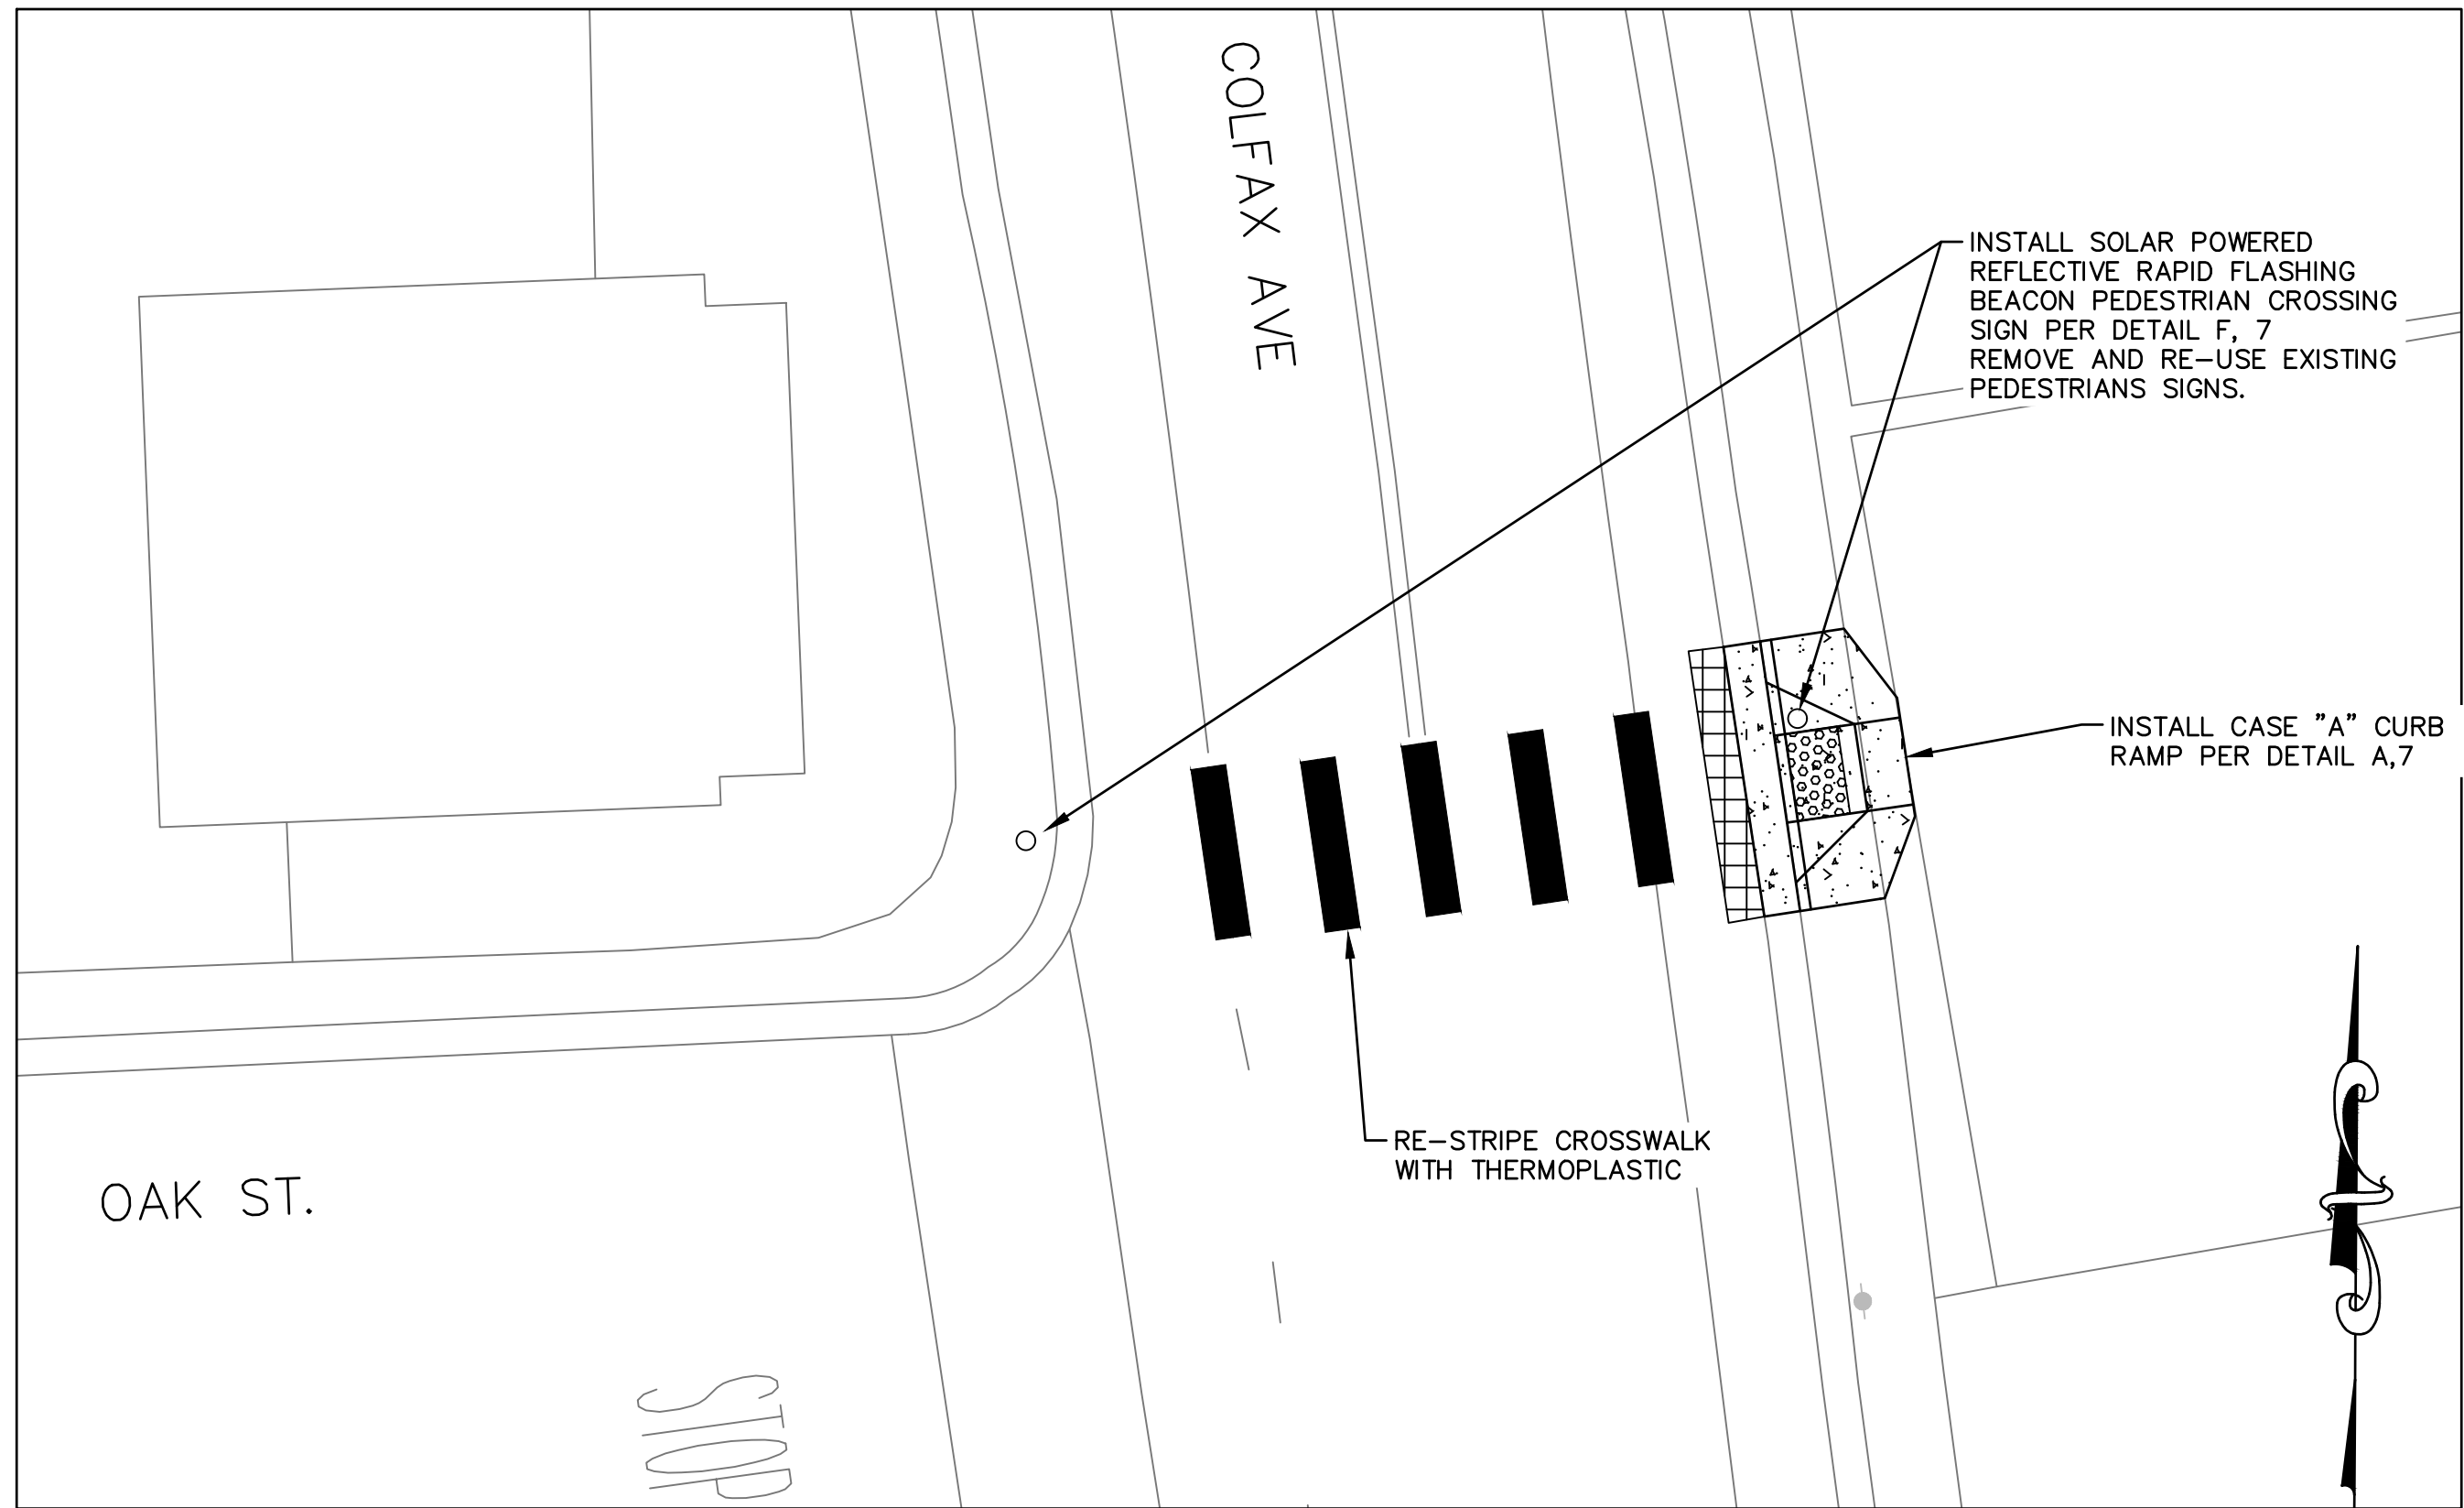 COLFAX AVE
INSTALL SOLAR POWERED
REFLECTIVE RAPID FLASHING
BEACON PEDESTRIAN CROSSING
SIGN PER DETAIL F, 7
REMOVE AND RE-USE EXISTING
PEDESTRIANS SIGNS.
INSTALL CASE "A" CURB
RAMP PER DETAIL A,7
RE-STRIPE CROSSWALK
WITH THERMOPLASTIC
OAK ST.
STOP